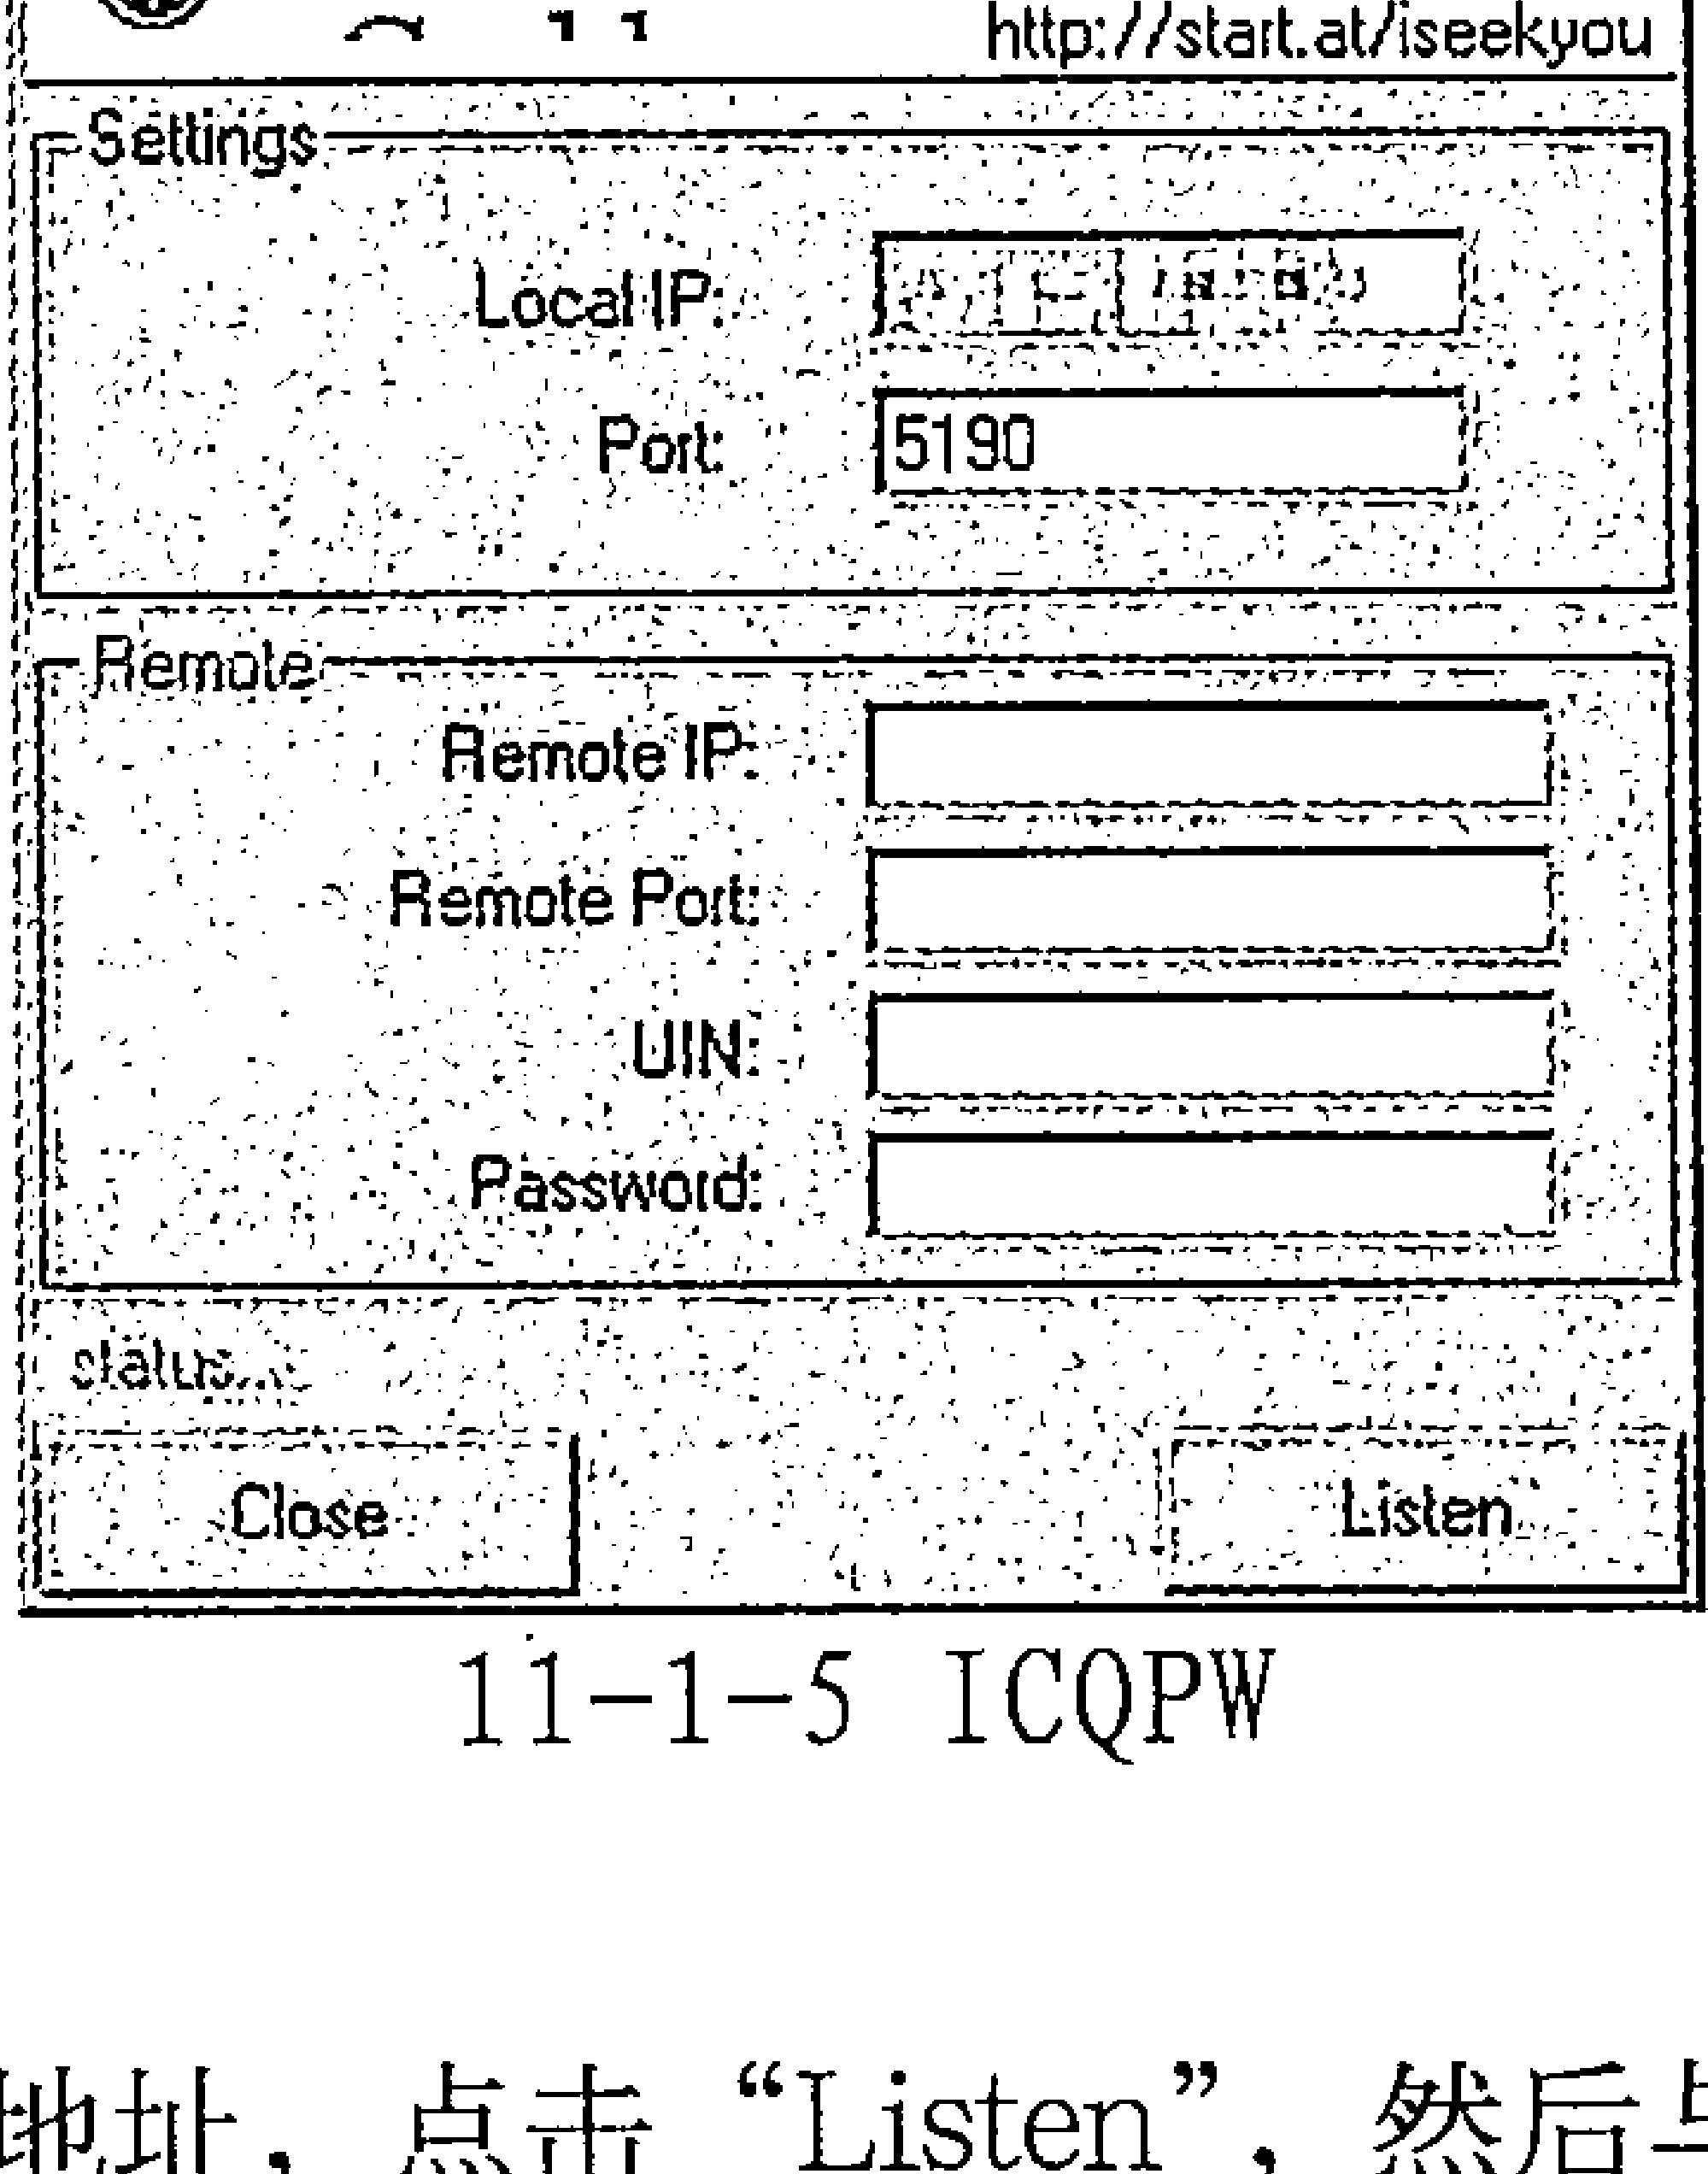 http://start.at/iseekyou
Settings
Local IP:
Port: 5190
Remote
Remote IP:
Remote Port:
UIN:
Password:
status...
Close Listen
11-1-5 ICQPW
地址，点击“Listen”，然后与